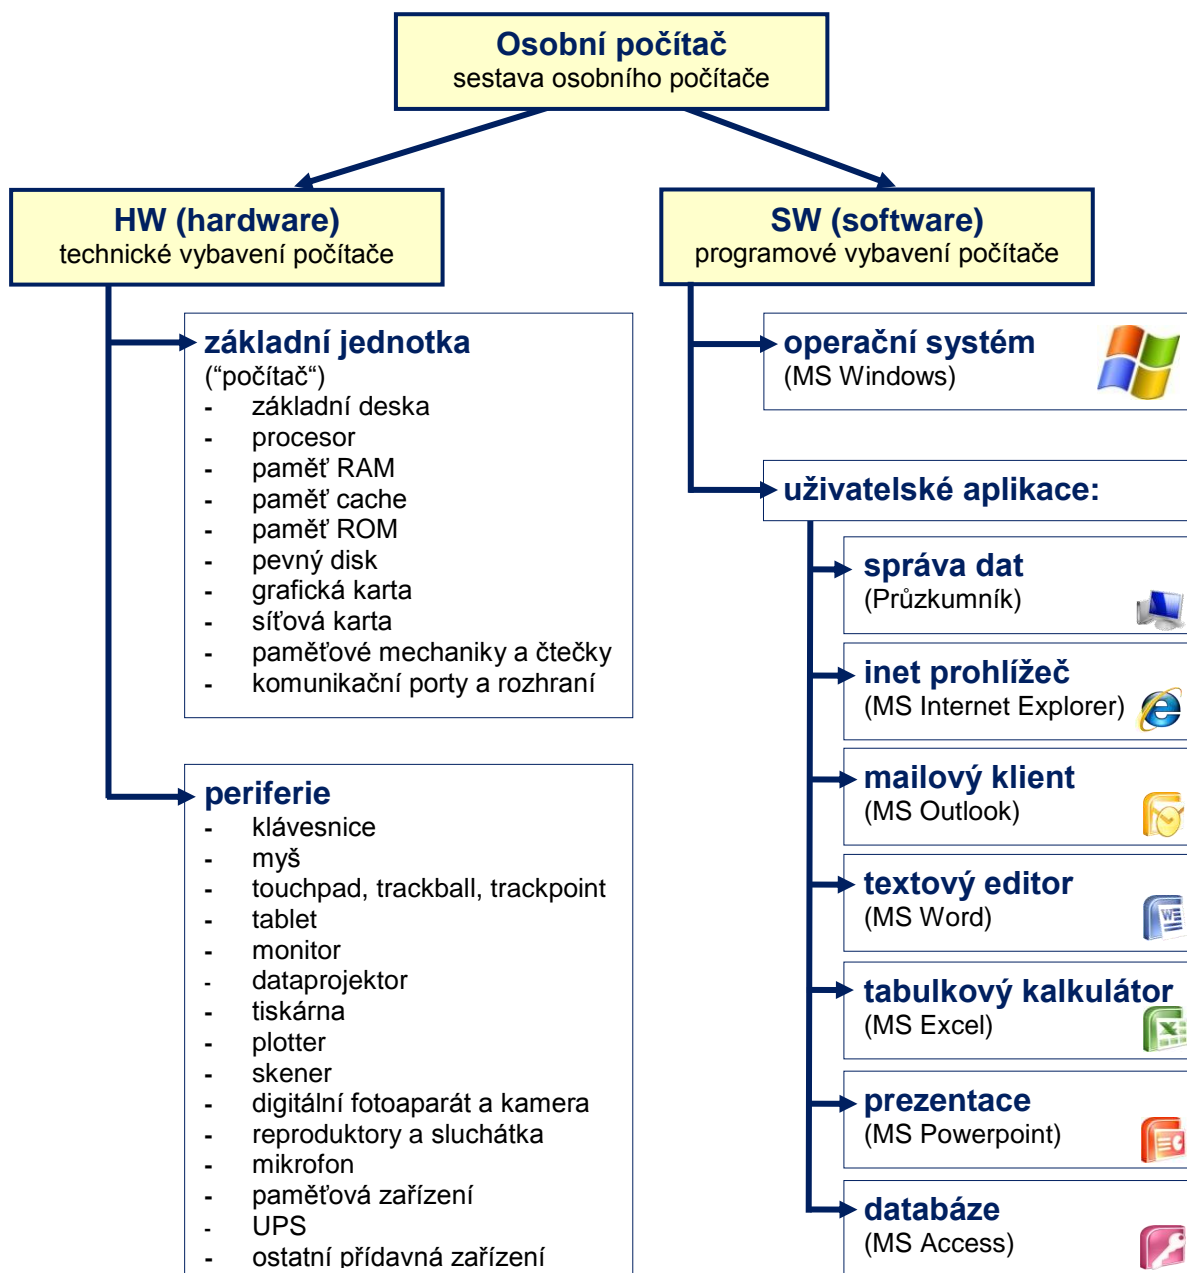 Osobní počítač
sestava osobního počítače
HW (hardware)
technické vybavení počítače
základní jednotka
(“počítač“)
- základní deska
- procesor
- paměť RAM
- paměť cache
- paměť ROM
- pevný disk
- grafická karta
- síťová karta
- paměťové mechaniky a čtečky
- komunikační porty a rozhraní
periferie
- klávesnice
- myš
- touchpad, trackball, trackpoint
- tablet
- monitor
- dataprojektor
- tiskárna
- plotter
- skener
- digitální fotoaparát a kamera
- reproduktory a sluchátka
- mikrofon
- paměťová zařízení
- UPS
- ostatní přídavná zařízení
SW (software)
programové vybavení počítače
operační systém
(MS Windows)
uživatelské aplikace:
správa dat
(Průzkumník)
inet prohlížeč
(MS Internet Explorer)
mailový klient
(MS Outlook)
textový editor
(MS Word)
tabulkový kalkulátor
(MS Excel)
prezentace
(MS Powerpoint)
databáze
(MS Access)